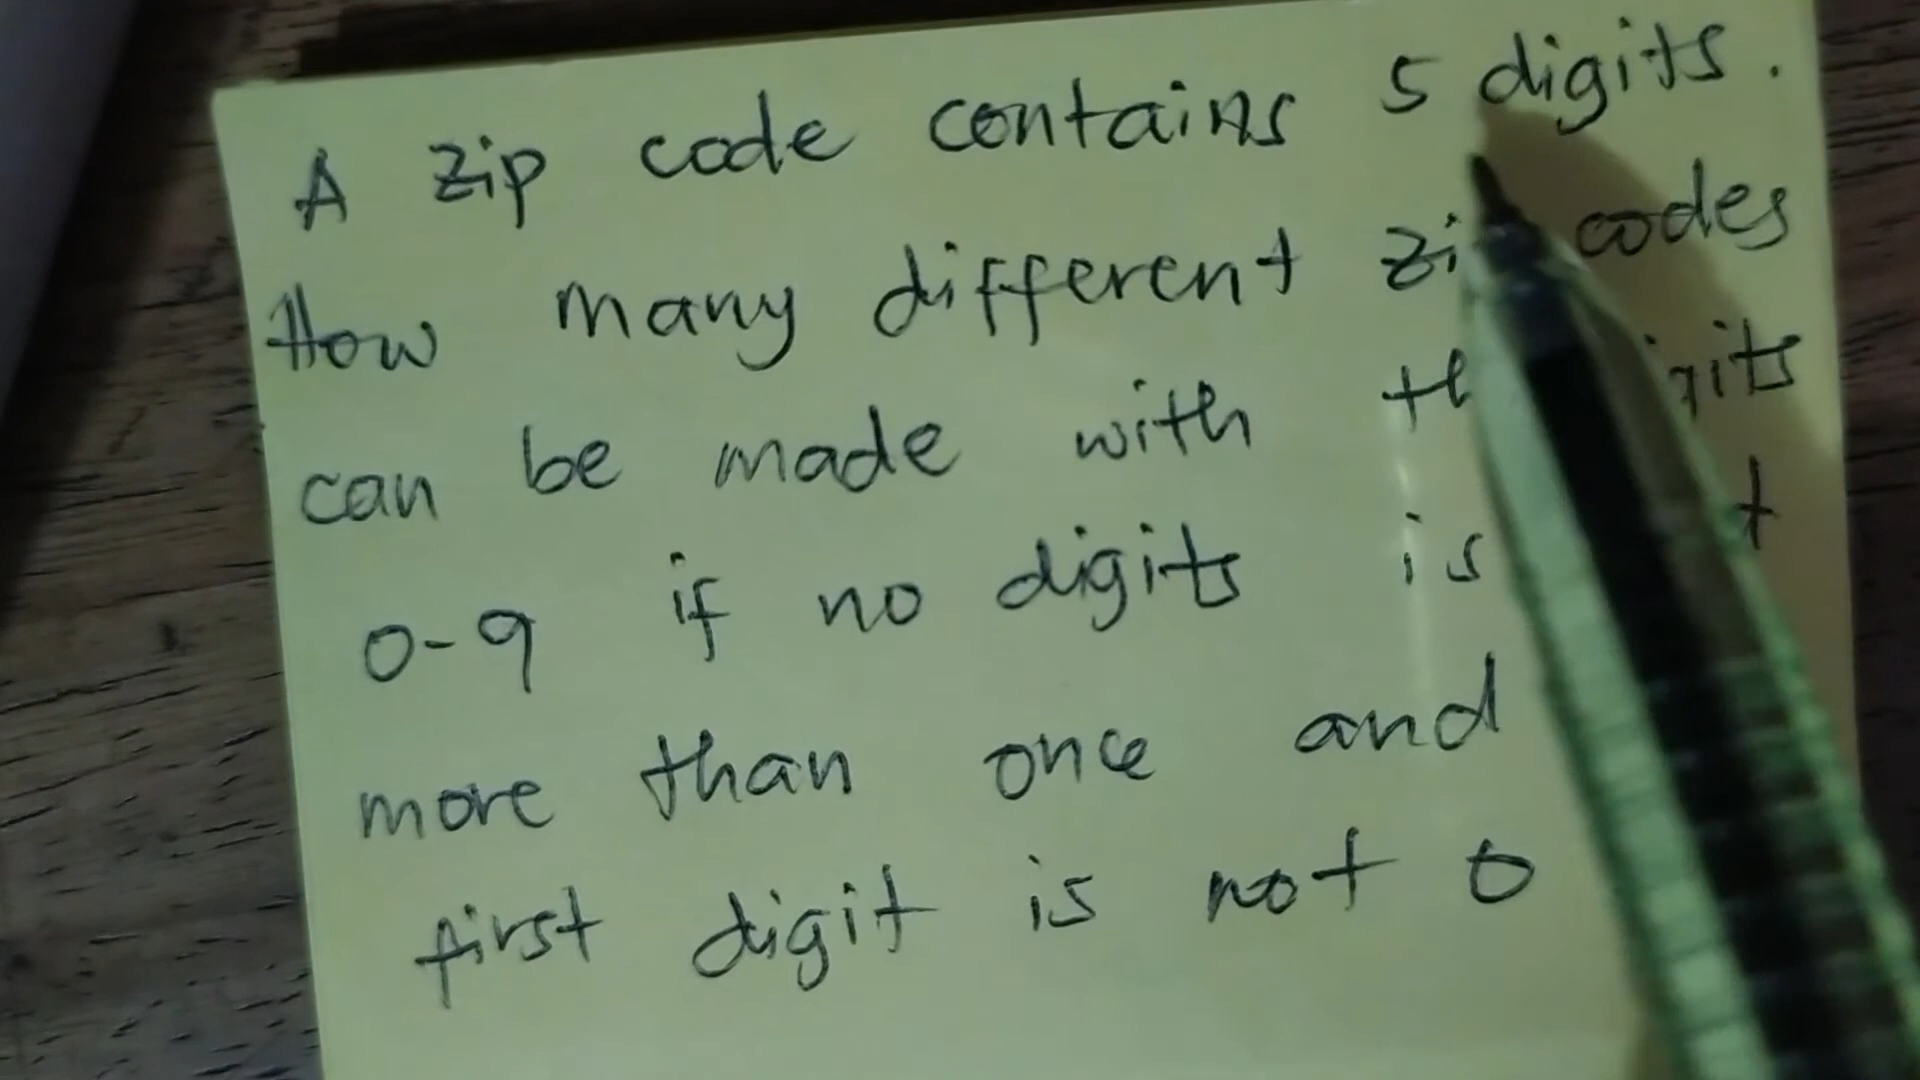 A zip code contains 5 digits.
How many different codes
can be made with
0-9 if no digits is
more than once and
first digit is not 0